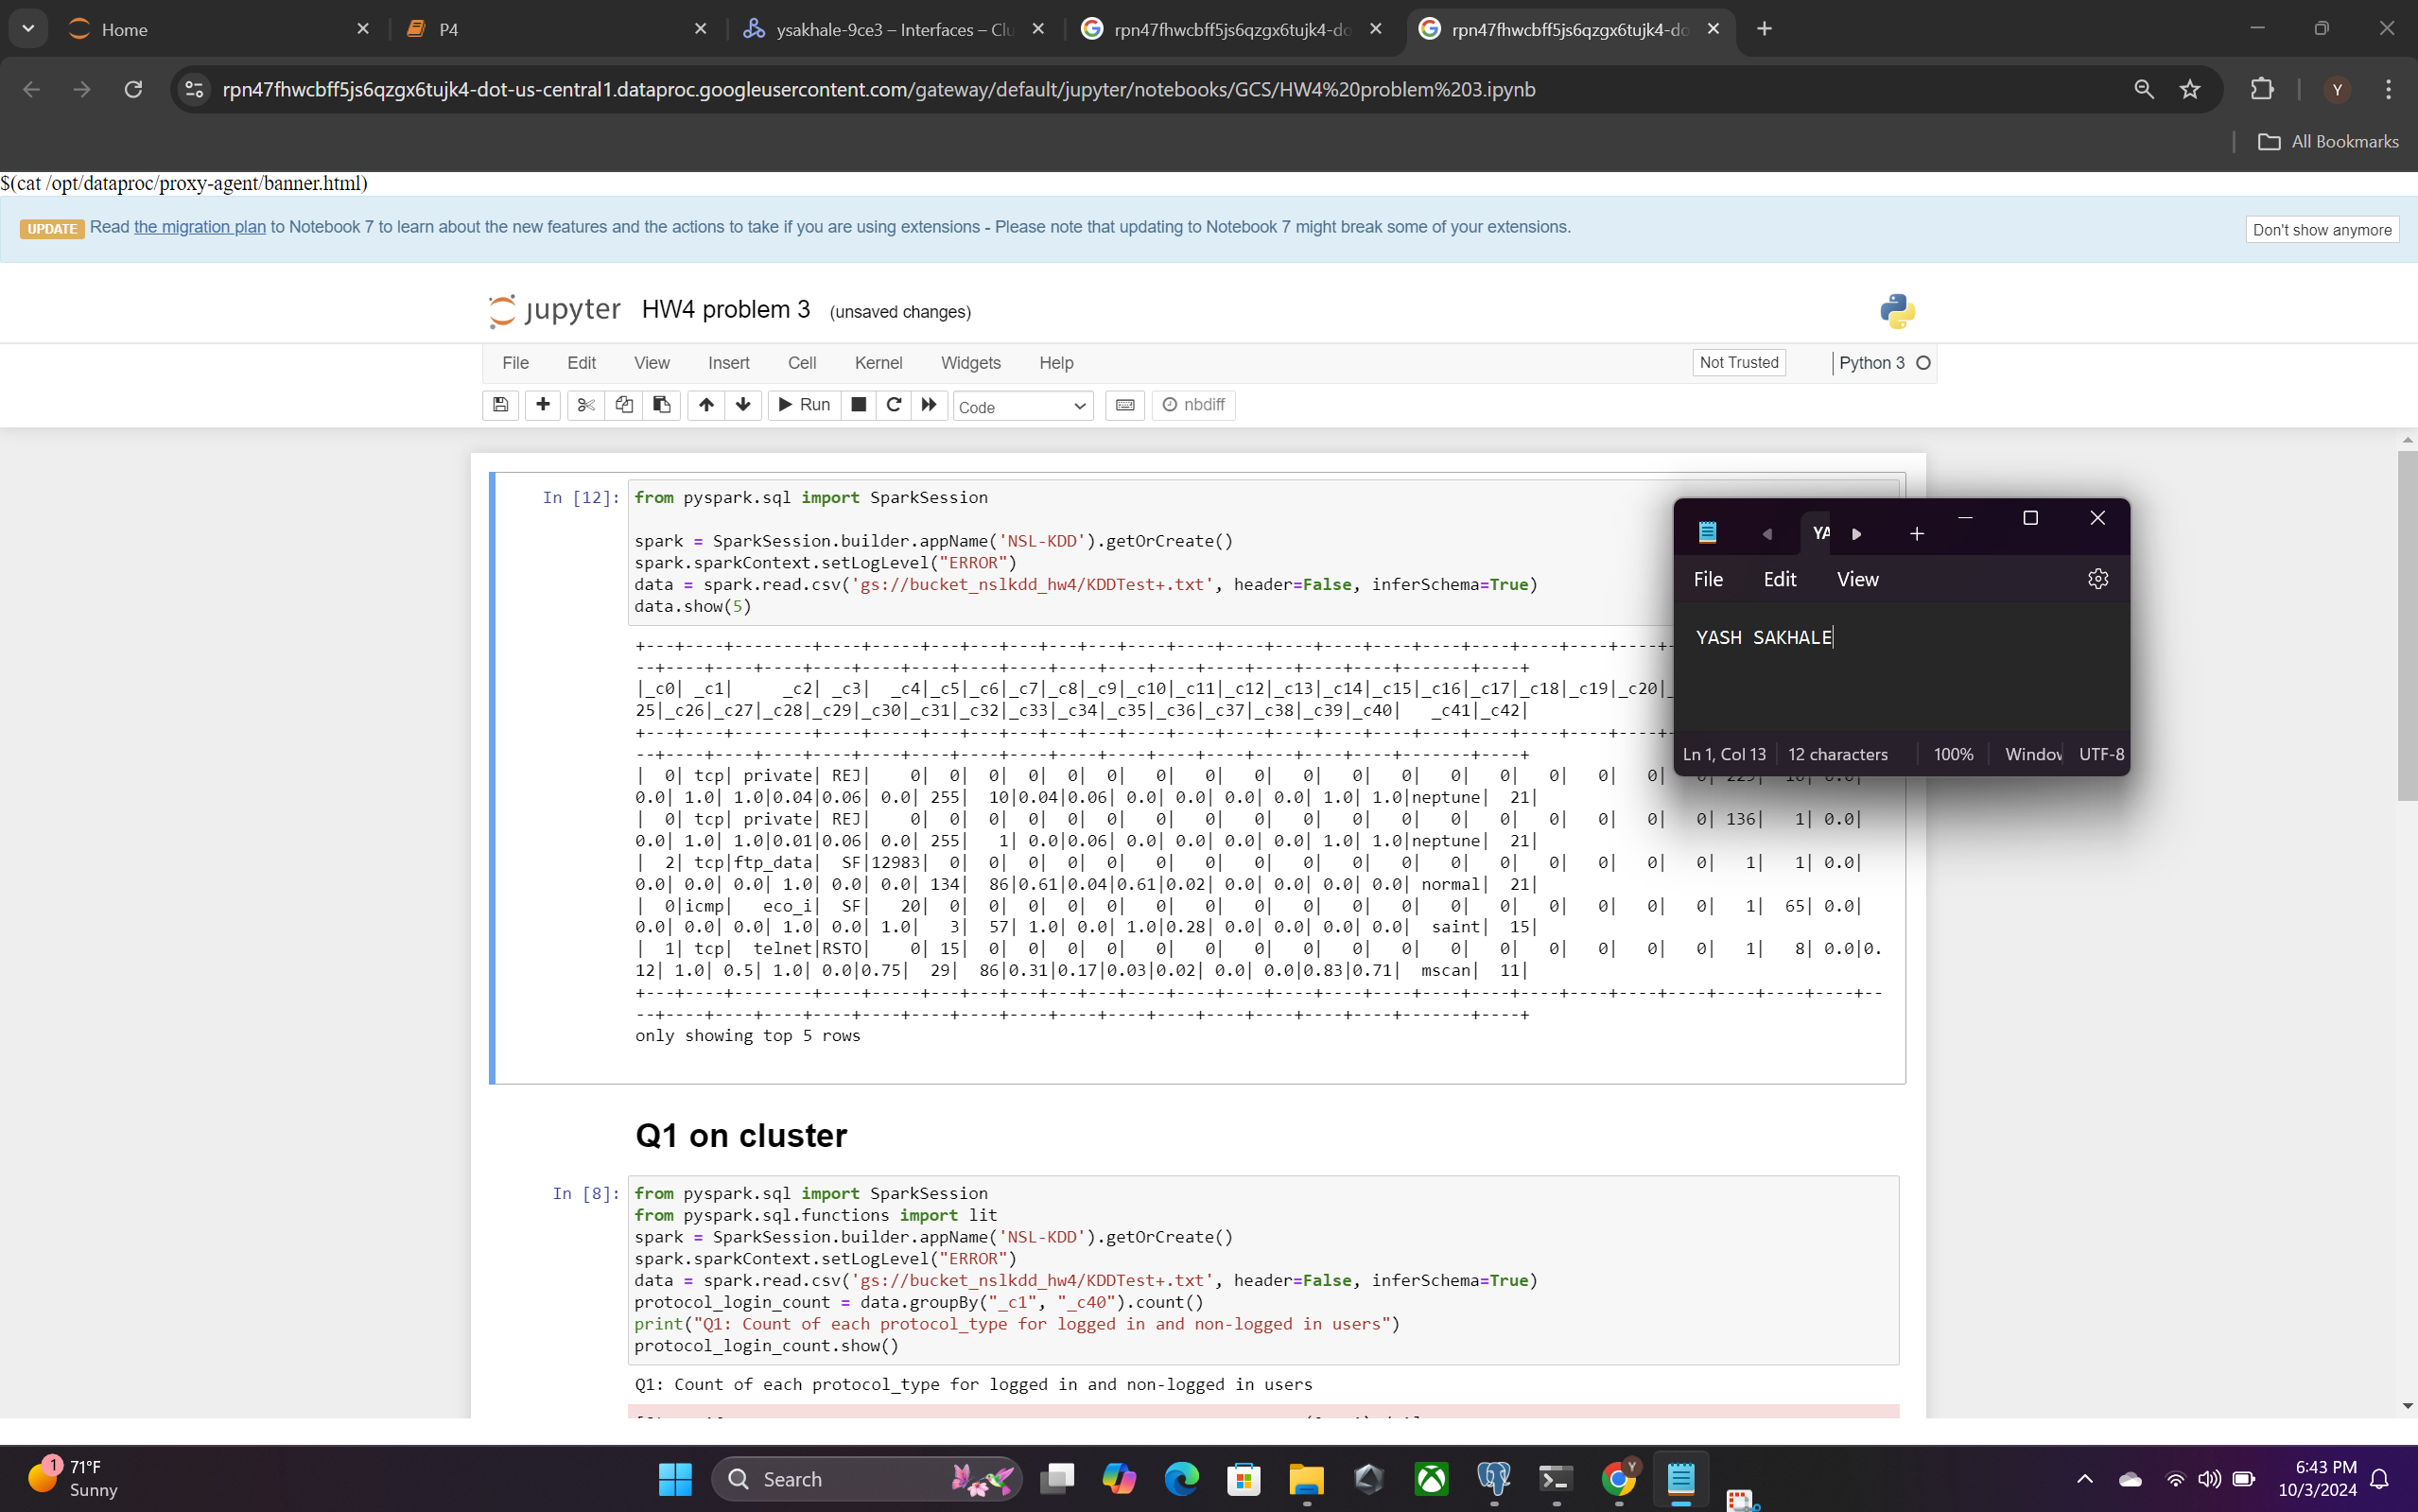 Home
P4
ysakhale-9ce3 – Interfaces – Clu
rpn47fhwcbff5js6qzgx6tujk4-do
rpn47fhwcbff5js6qzgx6tujk4-do
rpn47fhwcbff5js6qzgx6tujk4-dot-us-central1.dataproc.googleusercontent.com/gateway/default/jupyter/notebooks/GCS/HW4%20problem%203.ipynb
Y
All Bookmarks
$(cat /opt/dataproc/proxy-agent/banner.html)
UPDATE Read the migration plan to Notebook 7 to learn about the new features and the actions to take if you are using extensions - Please note that updating to Notebook 7 might break some of your extensions.
Don't show anymore
jupyter HW4 problem 3 (unsaved changes)
File Edit View Insert Cell Kernel Widgets Help
Not Trusted Python 3
Run Code nbdiff
In [12]: from pyspark.sql import SparkSession
spark = SparkSession.builder.appName('NSL-KDD').getOrCreate()
spark.sparkContext.setLogLevel("ERROR")
data = spark.read.csv('gs://bucket_nslkdd_hw4/KDDTest+.txt', header=False, inferSchema=True)
data.show(5)
+---+----+--------+----+-----+---+---+---+---+---+----+----+----+----+----+----+----+----+----+----+----+-
--+----+----+----+----+----+----+----+----+----+----+----+----+----+----+----+-------+----+
|_c0| _c1|     _c2| _c3|  _c4|_c5|_c6|_c7|_c8|_c9|_c10|_c11|_c12|_c13|_c14|_c15|_c16|_c17|_c18|_c19|_c20|_
25|_c26|_c27|_c28|_c29|_c30|_c31|_c32|_c33|_c34|_c35|_c36|_c37|_c38|_c39|_c40|   _c41|_c42|
+---+----+--------+----+-----+---+---+---+---+---+----+----+----+----+----+----+----+----+----+----+----+-
--+----+----+----+----+----+----+----+----+----+----+----+----+----+----+----+-------+----+
|  0| tcp| private| REJ|    0|  0|  0|  0|  0|  0|   0|   0|   0|   0|   0|   0|   0|   0|   0|   0|   0| 229|  10| 0.0|
0.0| 1.0| 1.0|0.04|0.06| 0.0| 255|  10|0.04|0.06| 0.0| 0.0| 0.0| 0.0| 1.0| 1.0|neptune|  21|
|  0| tcp| private| REJ|    0|  0|  0|  0|  0|  0|   0|   0|   0|   0|   0|   0|   0|   0|   0|   0|   0| 136|   1| 0.0|
0.0| 1.0| 1.0|0.01|0.06| 0.0| 255|   1| 0.0|0.06| 0.0| 0.0| 0.0| 0.0| 1.0| 1.0|neptune|  21|
|  2| tcp|ftp_data|  SF|12983|  0|  0|  0|  0|  0|   0|   0|   0|   0|   0|   0|   0|   0|   0|   0|   0|   1|   1| 0.0|
0.0| 0.0| 0.0| 1.0| 0.0| 0.0| 134|  86|0.61|0.04|0.61|0.02| 0.0| 0.0| 0.0| 0.0| normal|  21|
|  0|icmp|   eco_i|  SF|   20|  0|  0|  0|  0|  0|   0|   0|   0|   0|   0|   0|   0|   0|   0|   0|   0|   1|  65| 0.0|
0.0| 0.0| 0.0| 1.0| 0.0| 1.0|   3|  57| 1.0| 0.0| 1.0|0.28| 0.0| 0.0| 0.0| 0.0|  saint|  15|
|  1| tcp|  telnet|RSTO|    0| 15|  0|  0|  0|  0|   0|   0|   0|   0|   0|   0|   0|   0|   0|   0|   0|   1|   8| 0.0|0.
12| 1.0| 0.5| 1.0| 0.0|0.75|  29|  86|0.31|0.17|0.03|0.02| 0.0| 0.0|0.83|0.71|  mscan|  11|
+---+----+--------+----+-----+---+---+---+---+---+----+----+----+----+----+----+----+----+----+----+----+----+----+----+--
--+----+----+----+----+----+----+----+----+----+----+----+----+----+----+----+-------+----+
only showing top 5 rows
YA
File Edit View
YASH SAKHALE
Ln 1, Col 13 12 characters 100% Window UTF-8
Q1 on cluster
In [8]: from pyspark.sql import SparkSession
from pyspark.sql.functions import lit
spark = SparkSession.builder.appName('NSL-KDD').getOrCreate()
spark.sparkContext.setLogLevel("ERROR")
data = spark.read.csv('gs://bucket_nslkdd_hw4/KDDTest+.txt', header=False, inferSchema=True)
protocol_login_count = data.groupBy("_c1", "_c40").count()
print("Q1: Count of each protocol_type for logged in and non-logged in users")
protocol_login_count.show()
Q1: Count of each protocol_type for logged in and non-logged in users
1
71°F
Sunny
Search
Y
6:43 PM
10/3/2024